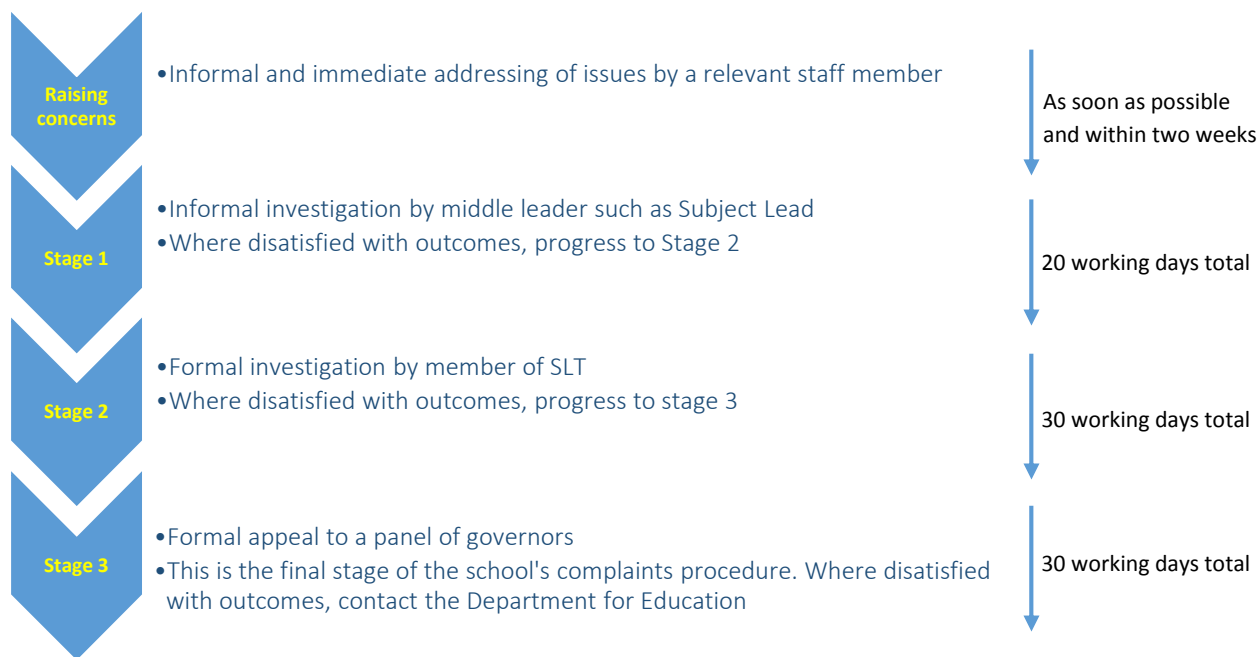 Raising
concerns
•Informal and immediate addressing of issues by a relevant staff member
As soon as possible
and within two weeks
Stage 1
•Informal investigation by middle leader such as Subject Lead
•Where disatisfied with outcomes, progress to Stage 2
20 working days total
Stage 2
•Formal investigation by member of SLT
•Where disatisfied with outcomes, progress to stage 3
30 working days total
Stage 3
•Formal appeal to a panel of governors
•This is the final stage of the school's complaints procedure. Where disatisfied
with outcomes, contact the Department for Education
30 working days total